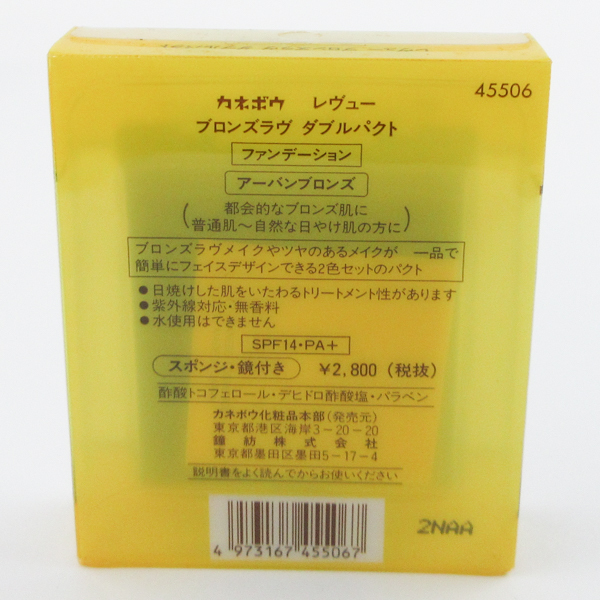 45506
カネボウ レヴュー
ブロンズラヴ ダブルパクト
ファンデーション
アーバンブロンズ
(都会的なブロンズ肌に
普通肌〜自然な日やけ肌の方に)
ブロンズラヴメイクやツヤのあるメイクが 一品で
簡単にフェイスデザインできる2色セットのパクト
●日焼けした肌をいたわるトリートメント性があります
●紫外線対応・無香料
●水使用はできません
SPF14・PA+
スポンジ・鏡付き ¥2,800(税抜)
酢酸トコフェロール・デヒドロ酢酸塩・パラベン
カネボウ化粧品本部(発売元)
東京都港区海岸3-20-20
鐘紡株式会社
東京都墨田区墨田5-17-4
説明書をよく読んでからお使いください
4 973167 455067
2NAA